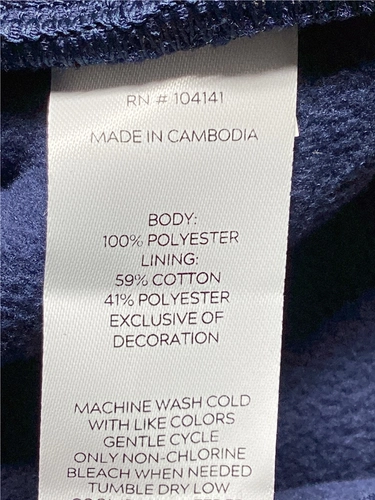 RN # 104141
MADE IN CAMBODIA
BODY:
100% POLYESTER
LINING:
59% COTTON
41% POLYESTER
EXCLUSIVE OF
DECORATION
MACHINE WASH COLD
WITH LIKE COLORS
GENTLE CYCLE
ONLY NON-CHLORINE
BLEACH WHEN NEEDED
TUMBLE DRY LOW